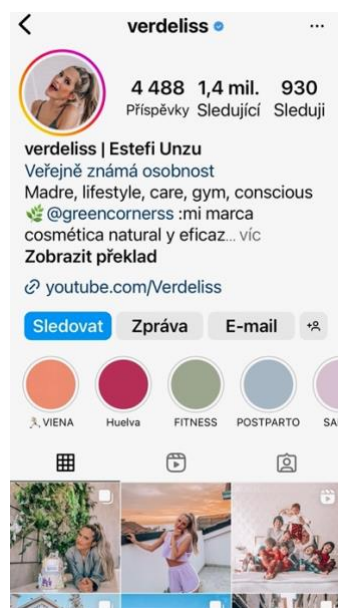 verdeliss
4 488 1,4 mil. 930
Příspěvky Sledující Sleduji
verdeliss | Estefi Unzu
Veřejně známá osobnost
Madre, lifestyle, care, gym, conscious
🌿 @greencornerss :mi marca
cosmética natural y eficaz... víc
Zobrazit překlad
youtube.com/Verdeliss
Sledovat Zpráva E-mail
VIENA Huelva FITNESS POSTPARTO SA